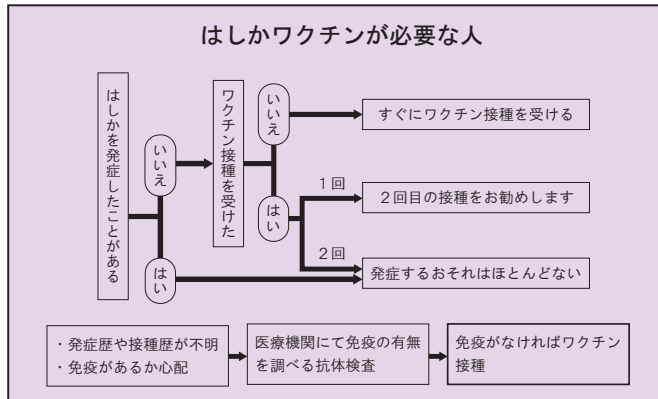 はしかワクチンが必要な人
はしかを発症したことがある
いいえ
はい
ワクチン接種を受けた
いいえ
はい
すぐにワクチン接種を受ける
1回
2回目の接種をお勧めします
2回
発症するおそれはほとんどない
・発症歴や接種歴が不明
・免疫があるか心配
医療機関にて免疫の有無
を調べる抗体検査
免疫がなければワクチン
接種